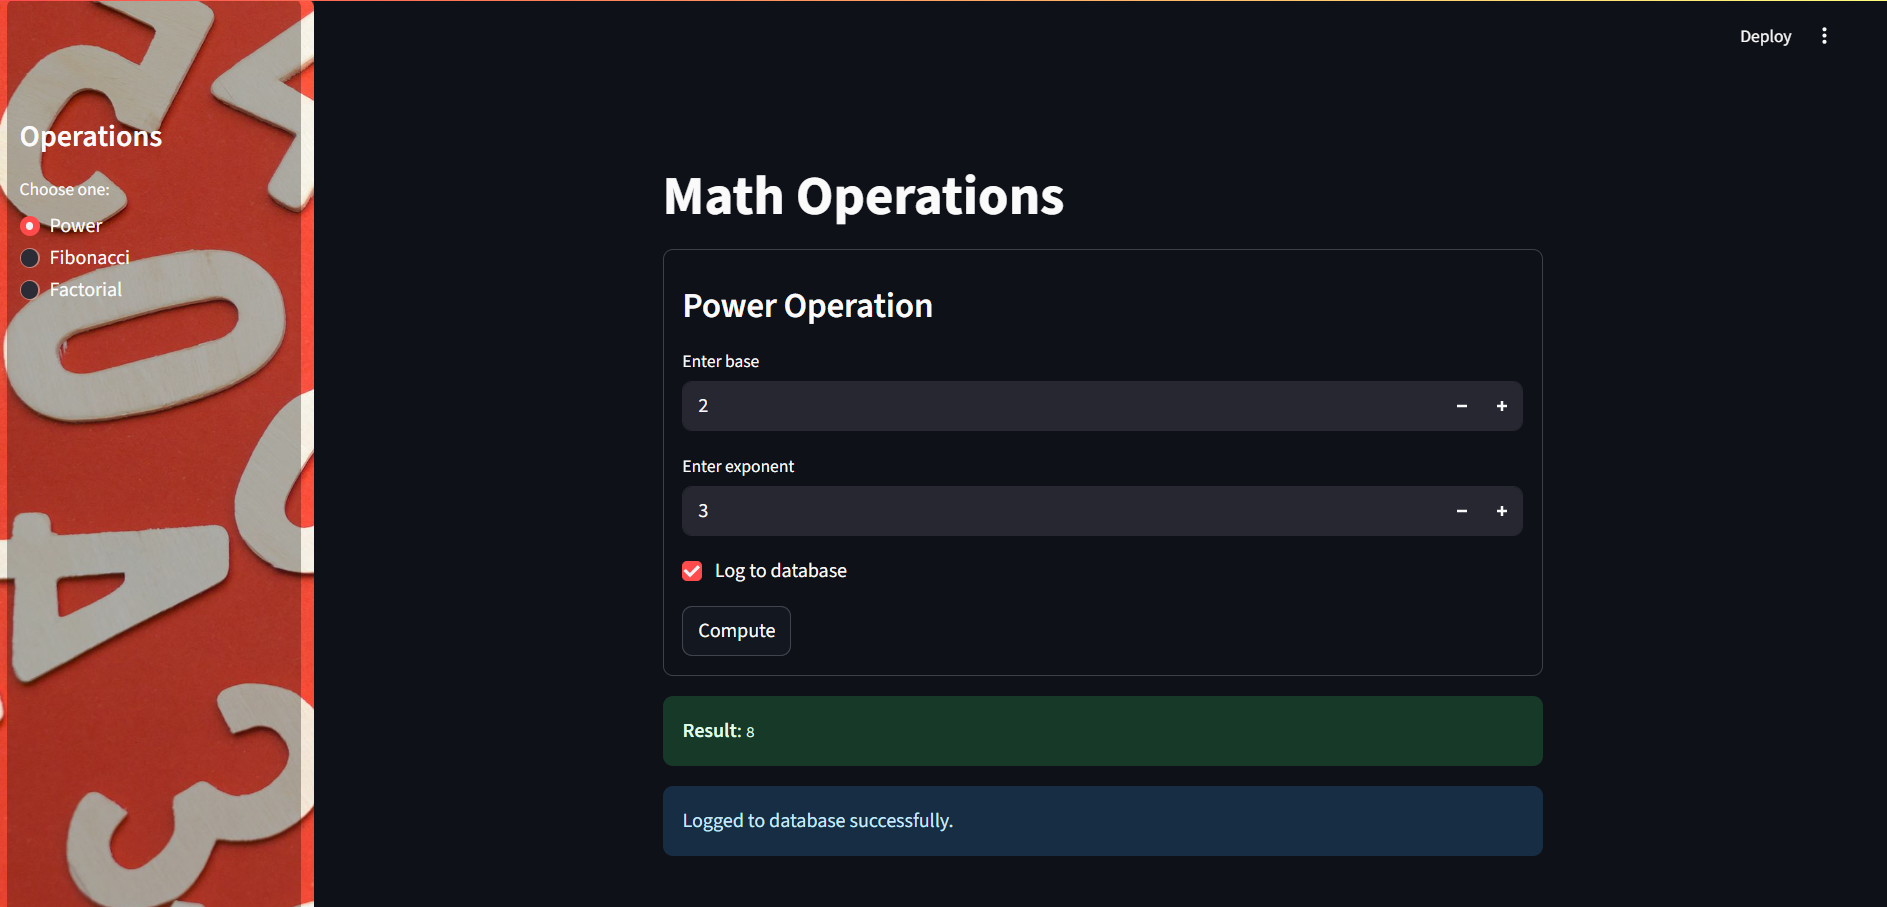 Deploy
Operations
Choose one:
Power
Fibonacci
Factorial
Math Operations
Power Operation
Enter base
2
Enter exponent
3
Log to database
Compute
Result: 8
Logged to database successfully.